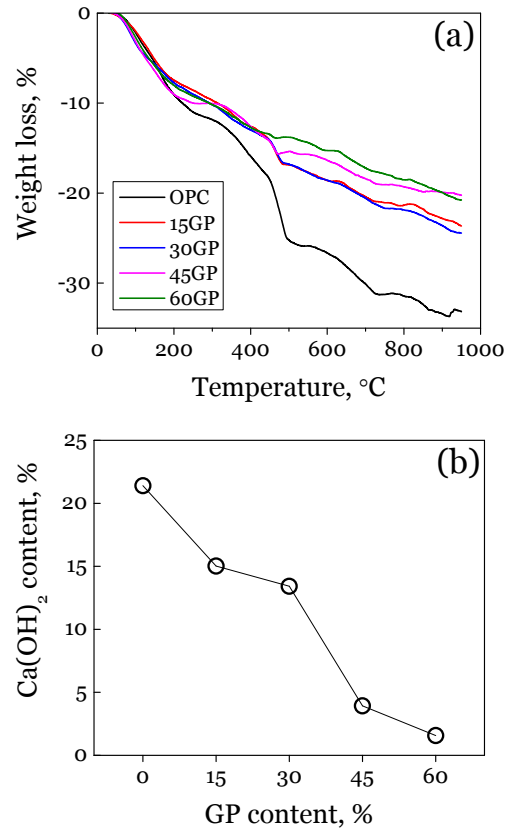 (a)
Weight loss, %
0
-10
-20
-30
OPC
15GP
30GP
45GP
60GP
0 200 400 600 800 1000
Temperature, °C
(b)
Ca(OH)₂ content, %
25
20
15
10
5
0
0 15 30 45 60
GP content, %